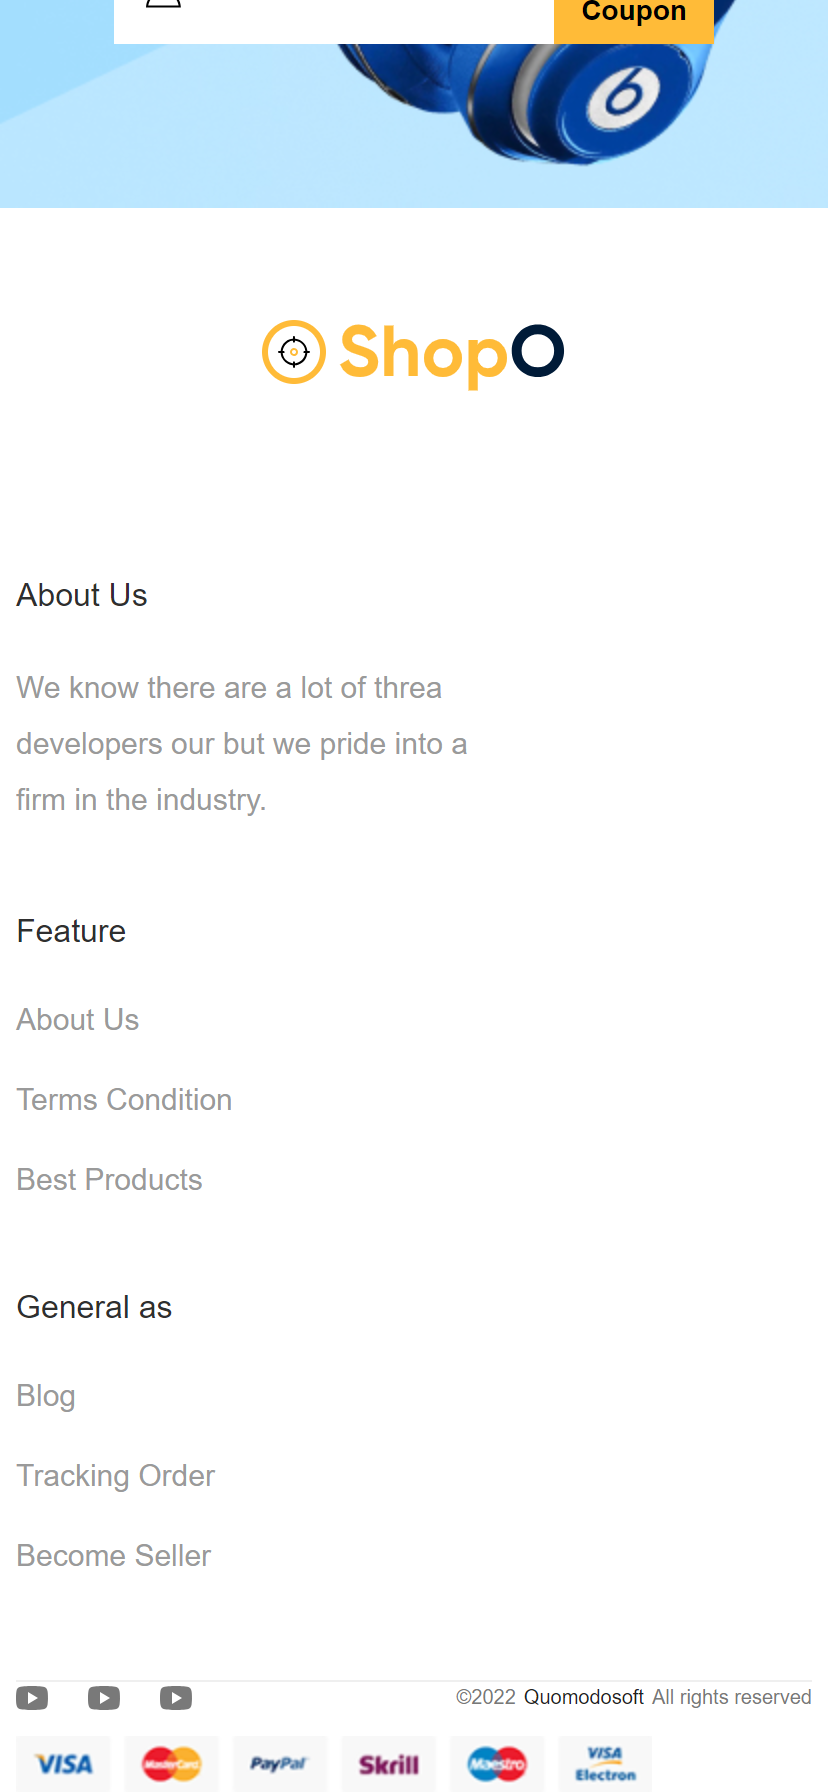 Coupon
ShopO
About Us
We know there are a lot of threa
developers our but we pride into a
firm in the industry.
Feature
About Us
Terms Condition
Best Products
General as
Blog
Tracking Order
Become Seller
©2022 Quomodosoft All rights reserved
VISA MasterCard PayPal Skrill Maestro VISA
Electron